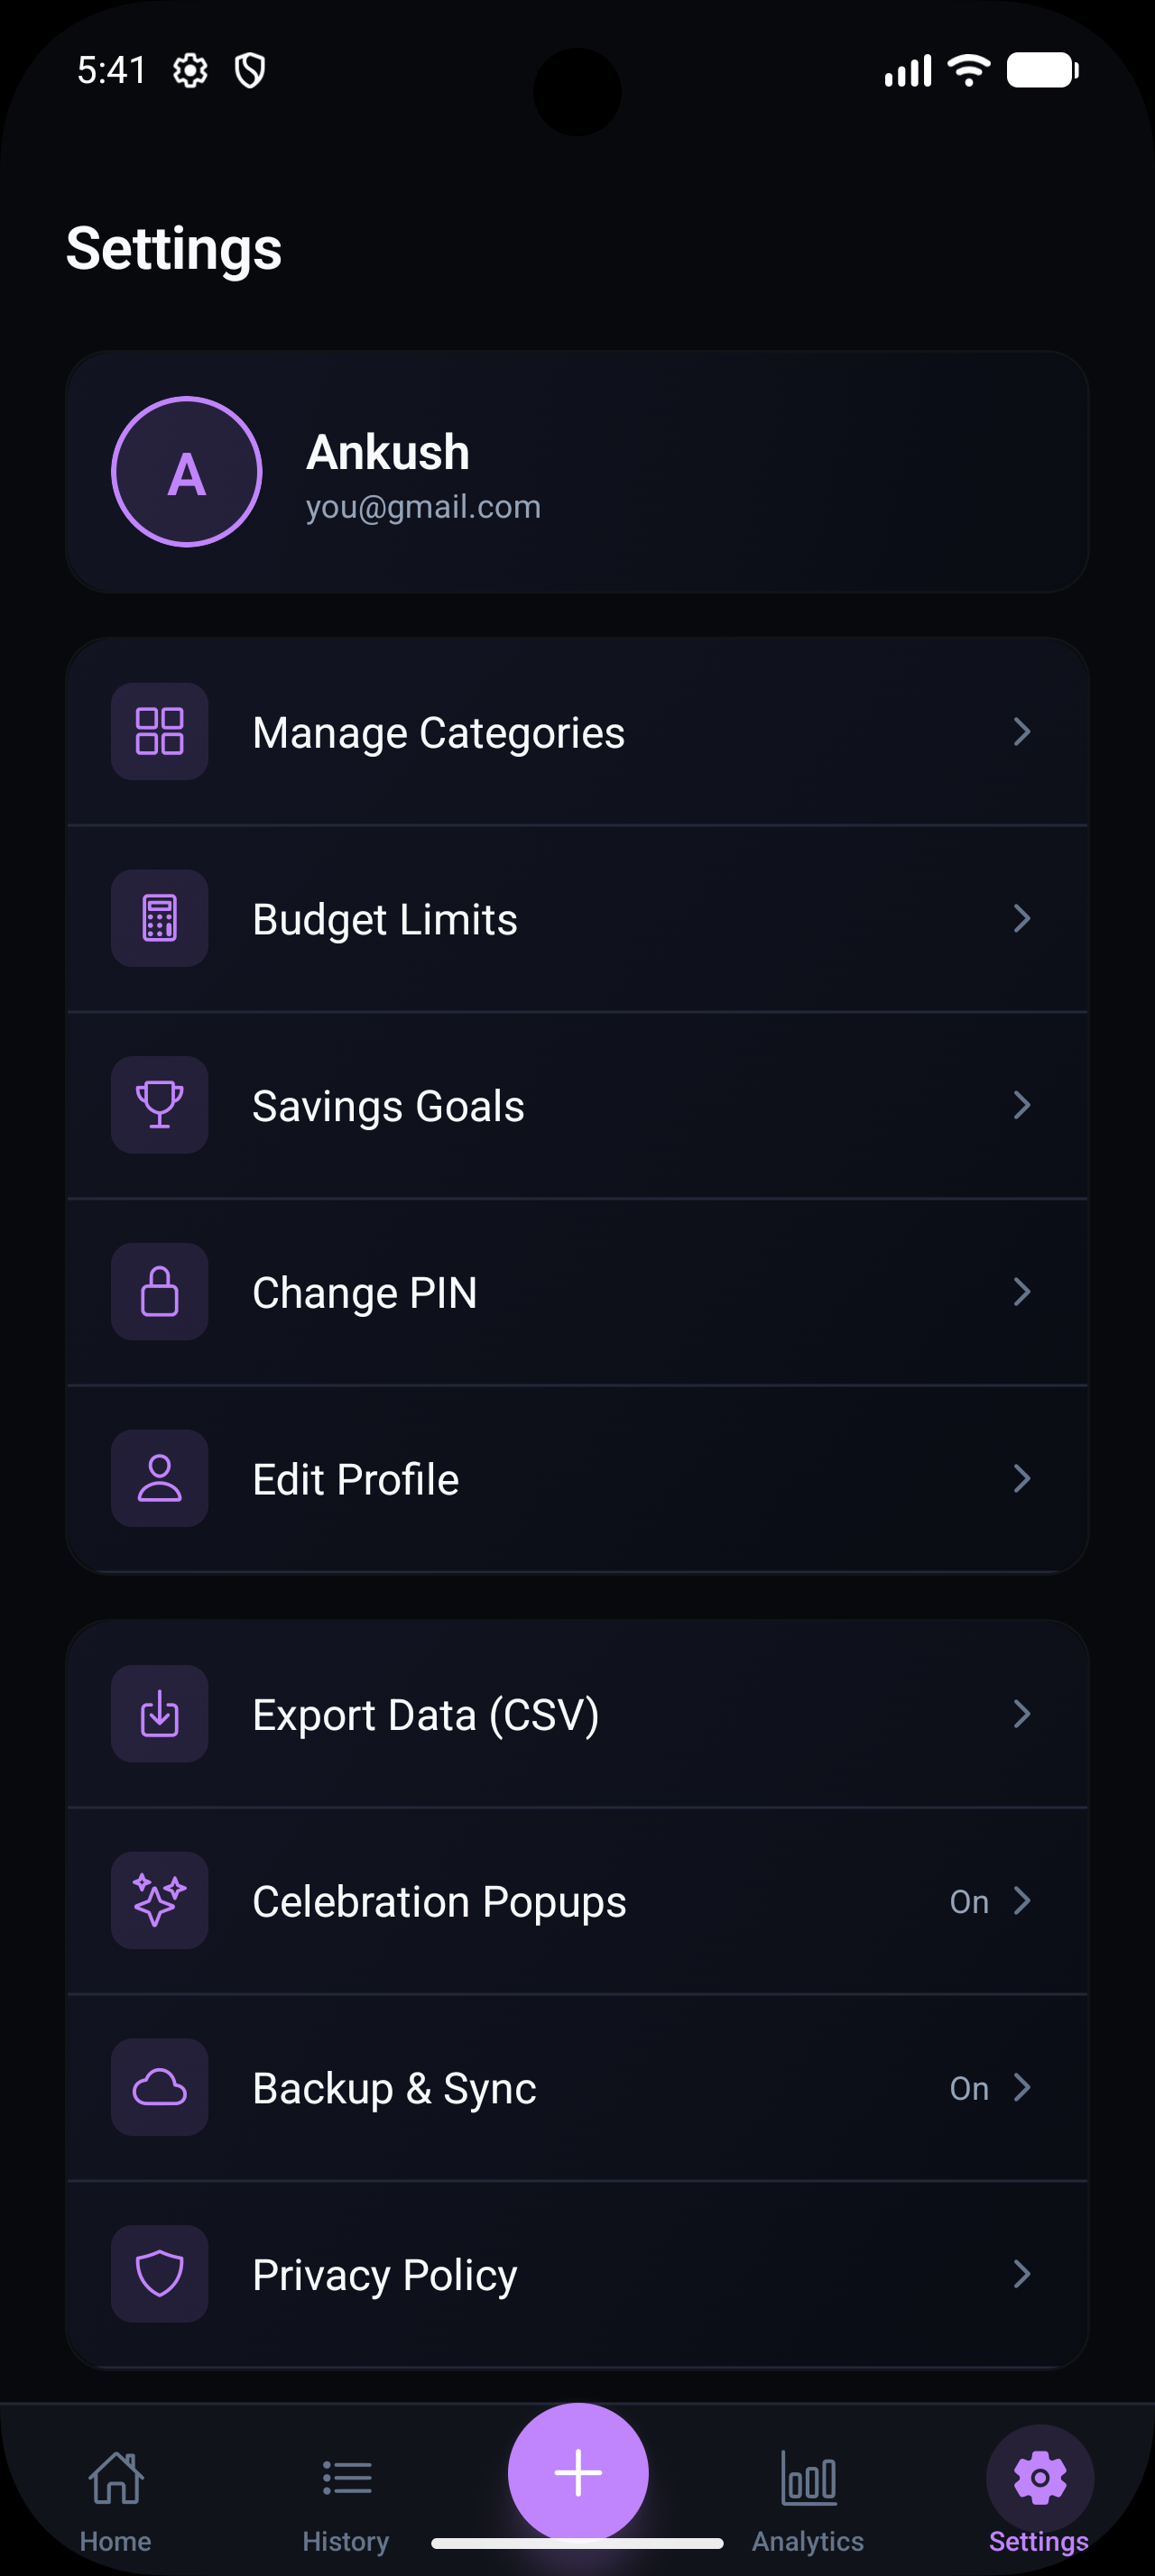 5:41
Settings
A
Ankush
you@gmail.com
Manage Categories
Budget Limits
Savings Goals
Change PIN
Edit Profile
Export Data (CSV)
Celebration Popups On
Backup & Sync On
Privacy Policy
Home History Analytics Settings